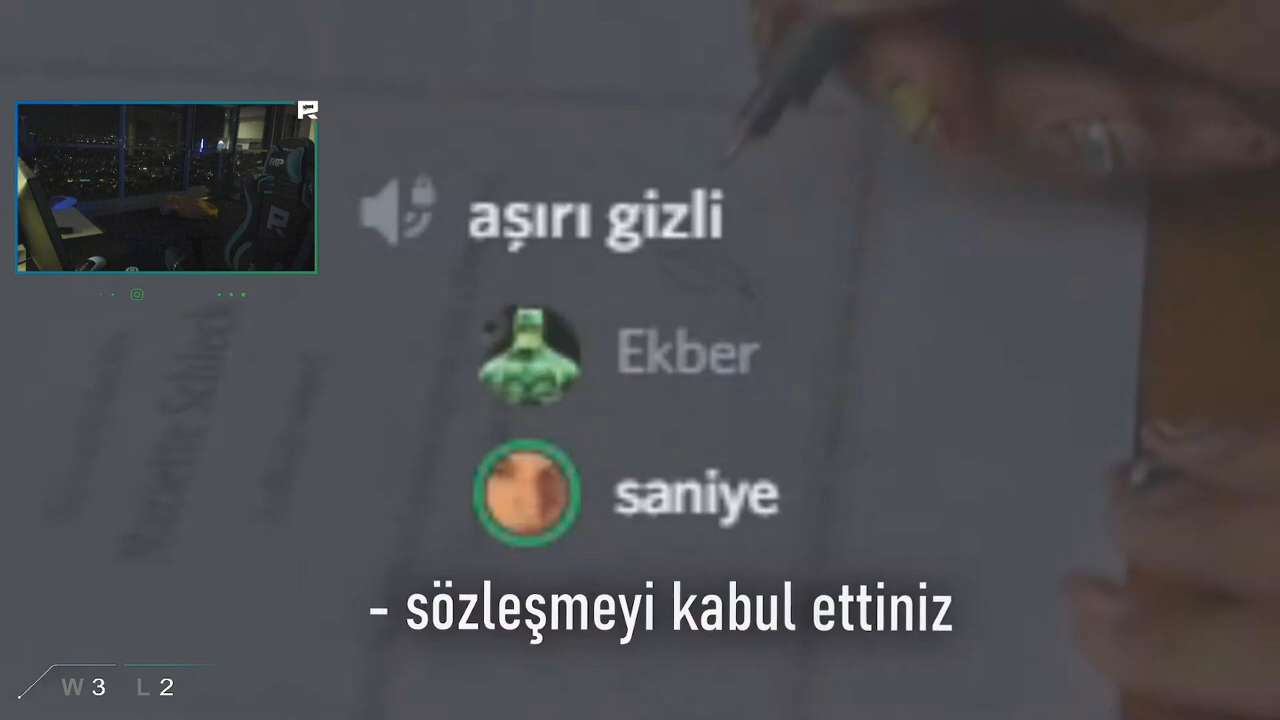 aşırı gizli
Ekber
saniye
- sözleşmeyi kabul ettiniz
W 3 L 2